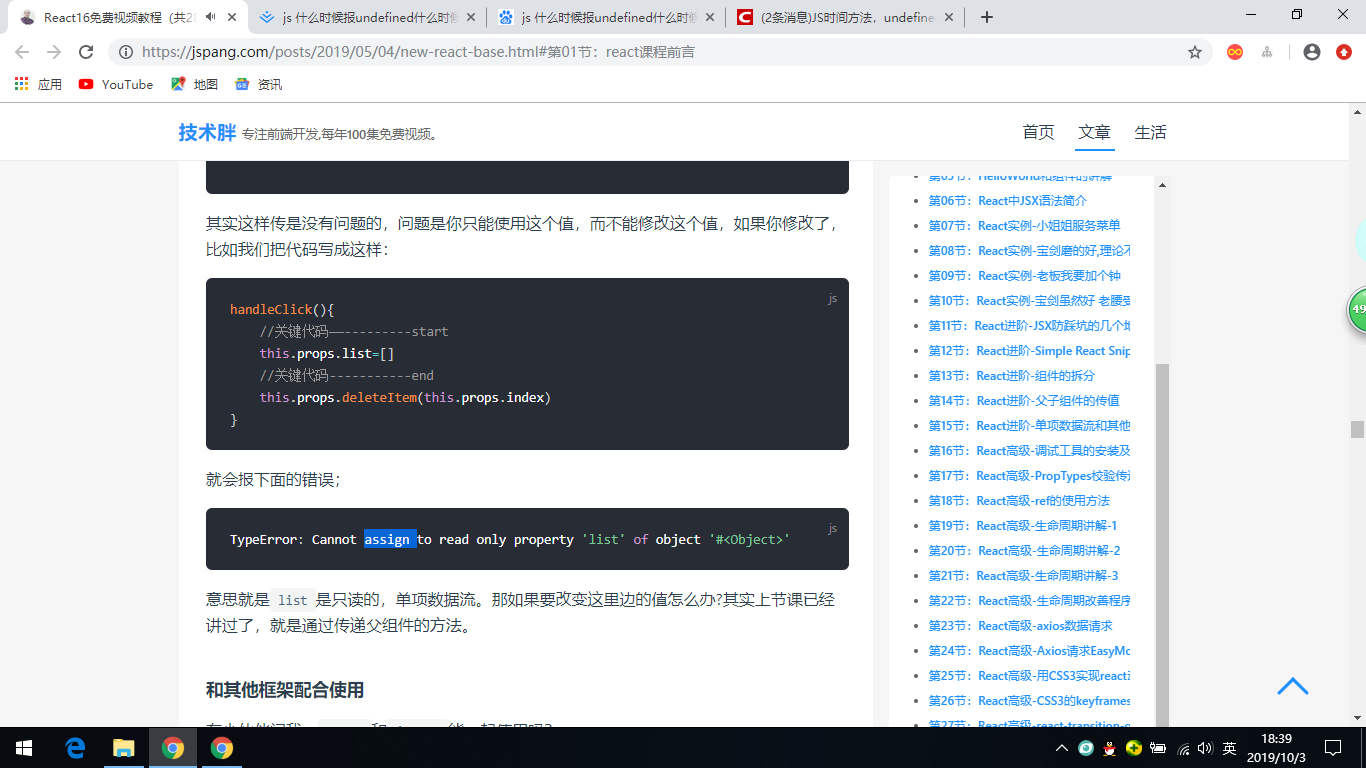 React16免费视频教程（共2
js 什么时候报undefined什么时
js 什么时候报undefined什么时
(2条消息)JS时间方法，undefine
https://jspang.com/posts/2019/05/04/new-react-base.html#第01节：react课程前言
应用
YouTube
地图
资讯
技术胖 专注前端开发,每年100集免费视频。
首页
文章
生活
其实这样传是没有问题的，问题是你只能使用这个值，而不能修改这个值，如果你修改了，
比如我们把代码写成这样：
js
handleClick(){
//关键代码——---------start
this.props.list=[]
//关键代码-----------end
this.props.deleteItem(this.props.index)
}
就会报下面的错误；
js
TypeError: Cannot assign to read only property 'list' of object '#<Object>'
意思就是 list 是只读的，单项数据流。那如果要改变这里边的值怎么办?其实上节课已经
讲过了，就是通过传递父组件的方法。
和其他框架配合使用
第05节：HelloWorld和组件的讲解
第06节：React中JSX语法简介
第07节：React实例-小姐姐服务菜单
第08节：React实例-宝剑磨的好,理论不
第09节：React实例-老板我要加个钟
第10节：React实例-宝剑虽然好 老腰受
第11节：React进阶-JSX防踩坑的几个地
第12节：React进阶-Simple React Snip
第13节：React进阶-组件的拆分
第14节：React进阶-父子组件的传值
第15节：React进阶-单项数据流和其他
第16节：React高级-调试工具的安装及
第17节：React高级-PropTypes校验传递
第18节：React高级-ref的使用方法
第19节：React高级-生命周期讲解-1
第20节：React高级-生命周期讲解-2
第21节：React高级-生命周期讲解-3
第22节：React高级-生命周期改善程序
第23节：React高级-axios数据请求
第24节：React高级-Axios请求EasyMo
第25节：React高级-用CSS3实现react动
第26节：React高级-CSS3的keyframes
第27节：React高级-react-transition-g
49
英
18:39
2019/10/3